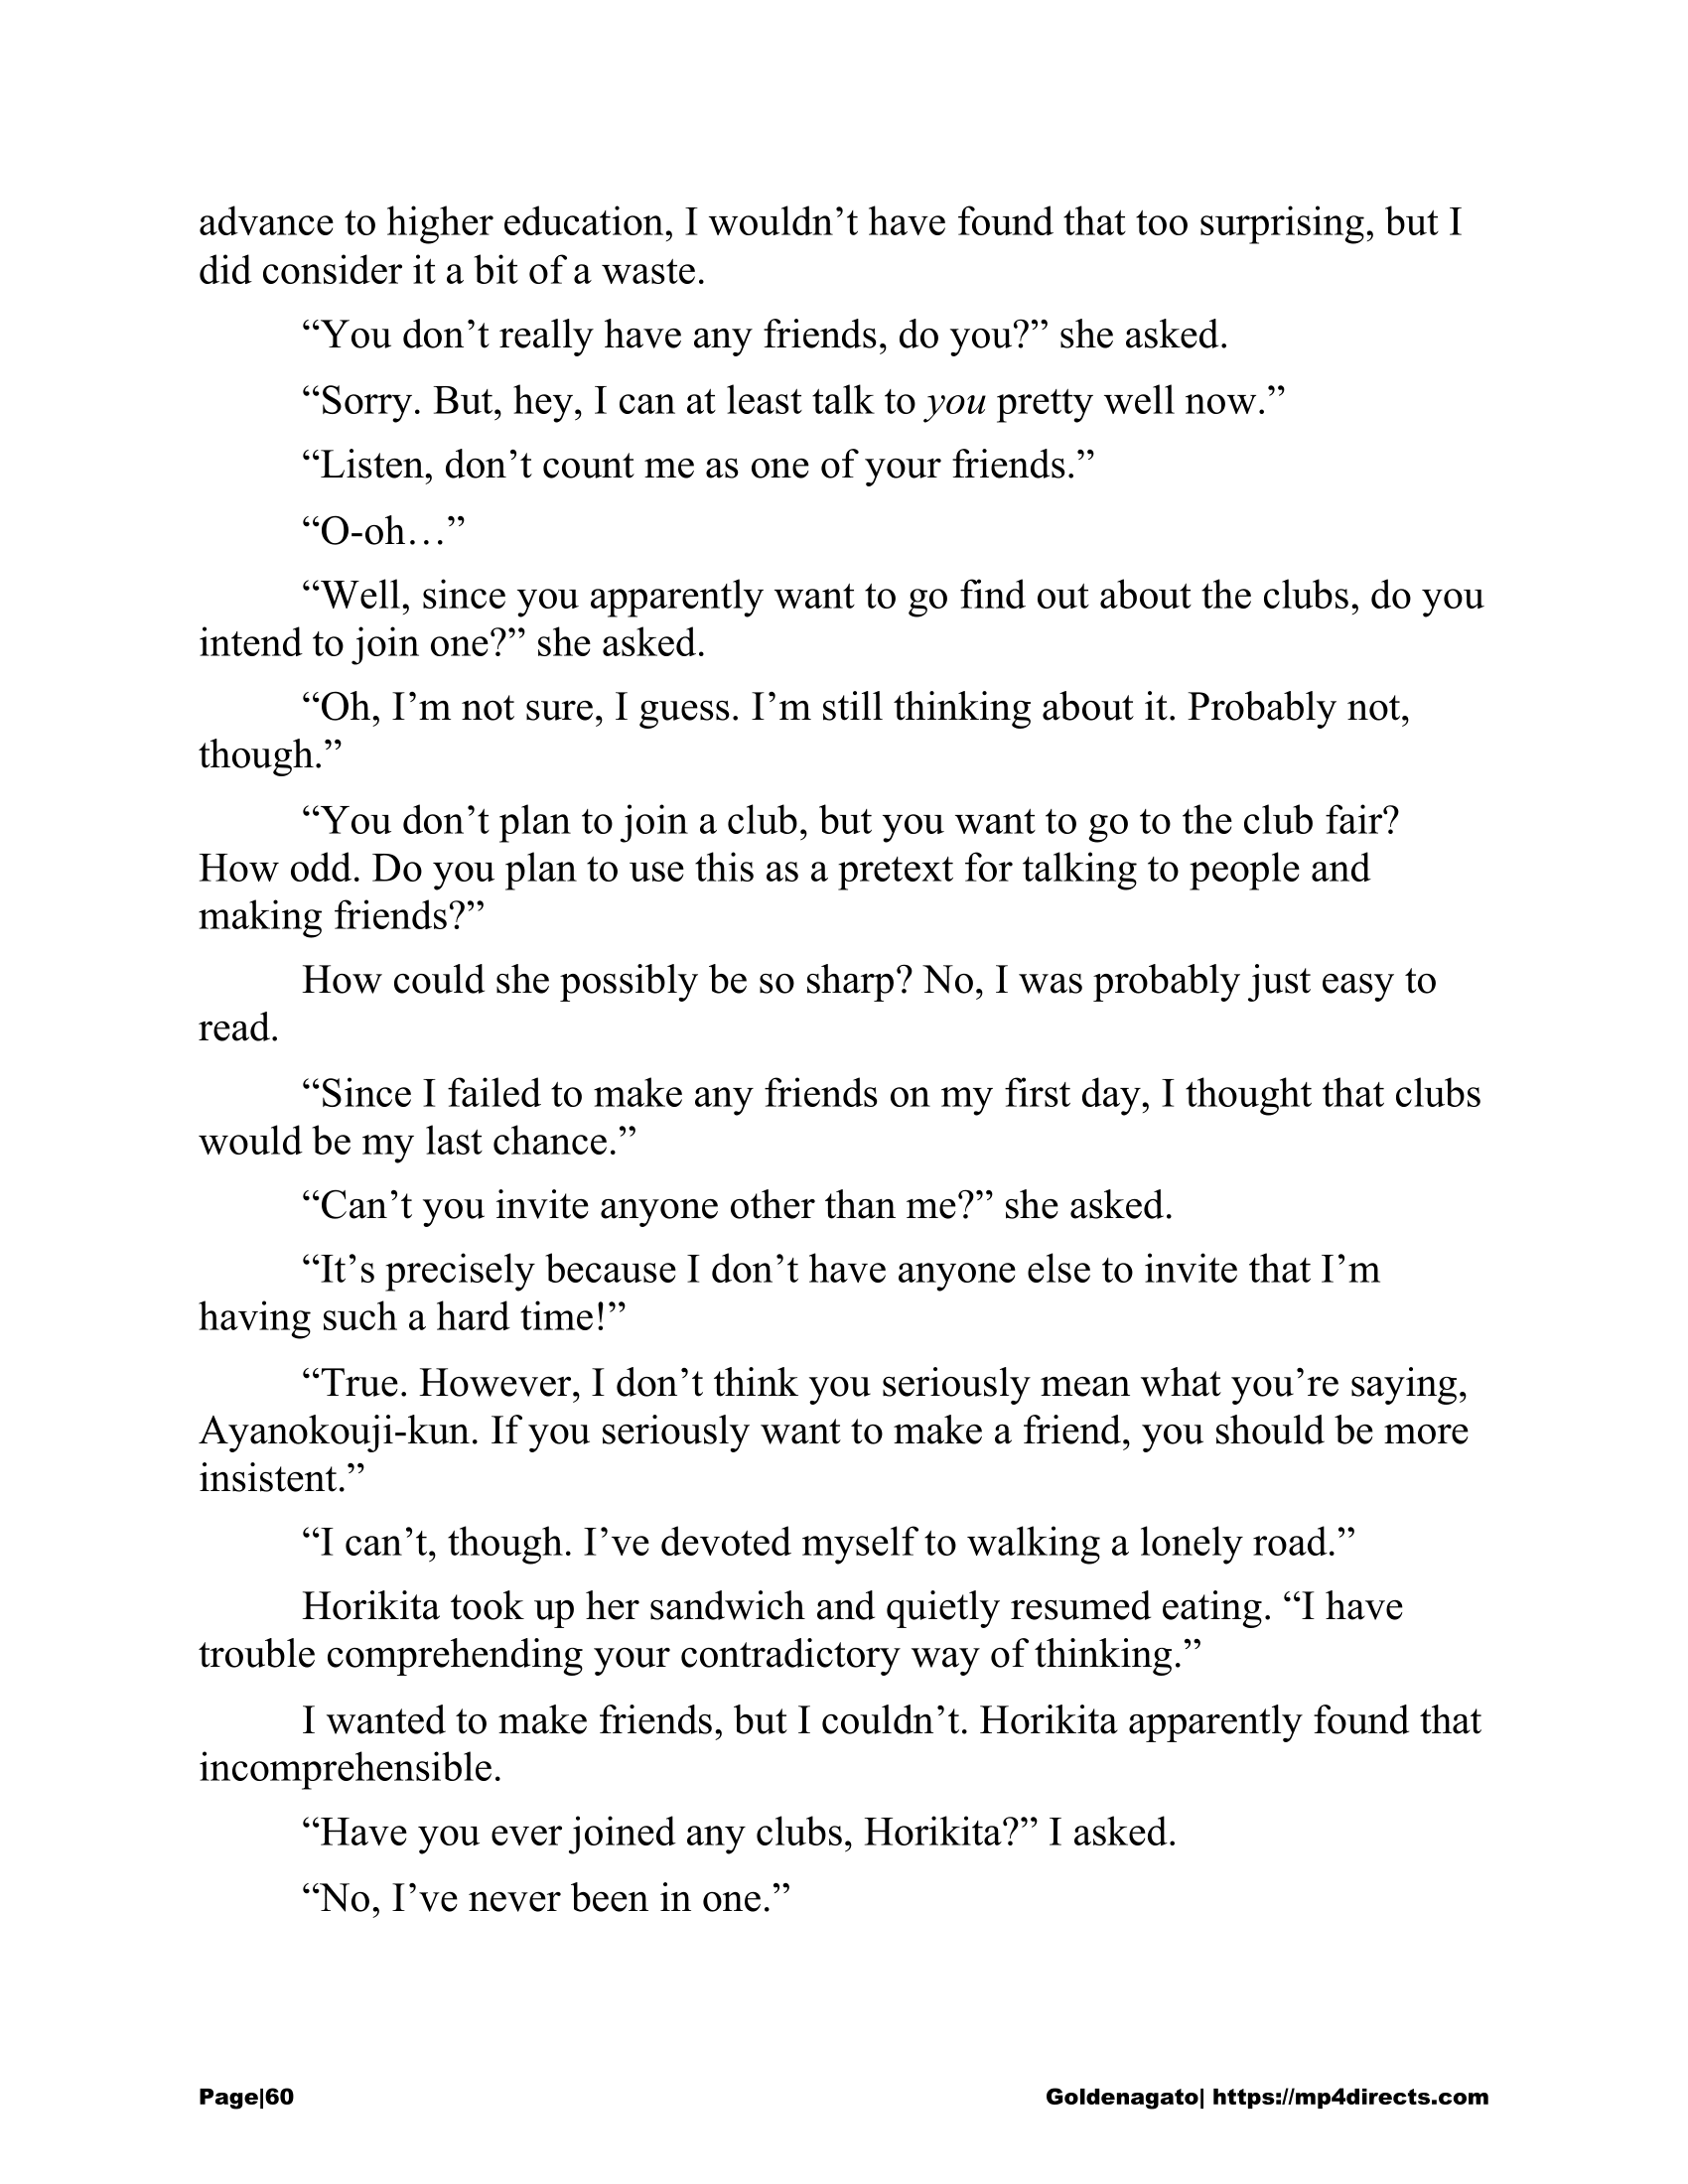 advance to higher education, I wouldn’t have found that too surprising, but I
did consider it a bit of a waste.
“You don’t really have any friends, do you?” she asked.
“Sorry. But, hey, I can at least talk to you pretty well now.”
“Listen, don’t count me as one of your friends.”
“O-oh…”
“Well, since you apparently want to go find out about the clubs, do you
intend to join one?” she asked.
“Oh, I’m not sure, I guess. I’m still thinking about it. Probably not,
though.”
“You don’t plan to join a club, but you want to go to the club fair?
How odd. Do you plan to use this as a pretext for talking to people and
making friends?”
How could she possibly be so sharp? No, I was probably just easy to
read.
“Since I failed to make any friends on my first day, I thought that clubs
would be my last chance.”
“Can’t you invite anyone other than me?” she asked.
“It’s precisely because I don’t have anyone else to invite that I’m
having such a hard time!”
“True. However, I don’t think you seriously mean what you’re saying,
Ayanokouji-kun. If you seriously want to make a friend, you should be more
insistent.”
“I can’t, though. I’ve devoted myself to walking a lonely road.”
Horikita took up her sandwich and quietly resumed eating. “I have
trouble comprehending your contradictory way of thinking.”
I wanted to make friends, but I couldn’t. Horikita apparently found that
incomprehensible.
“Have you ever joined any clubs, Horikita?” I asked.
“No, I’ve never been in one.”
Page|60 Goldenagato| https://mp4directs.com